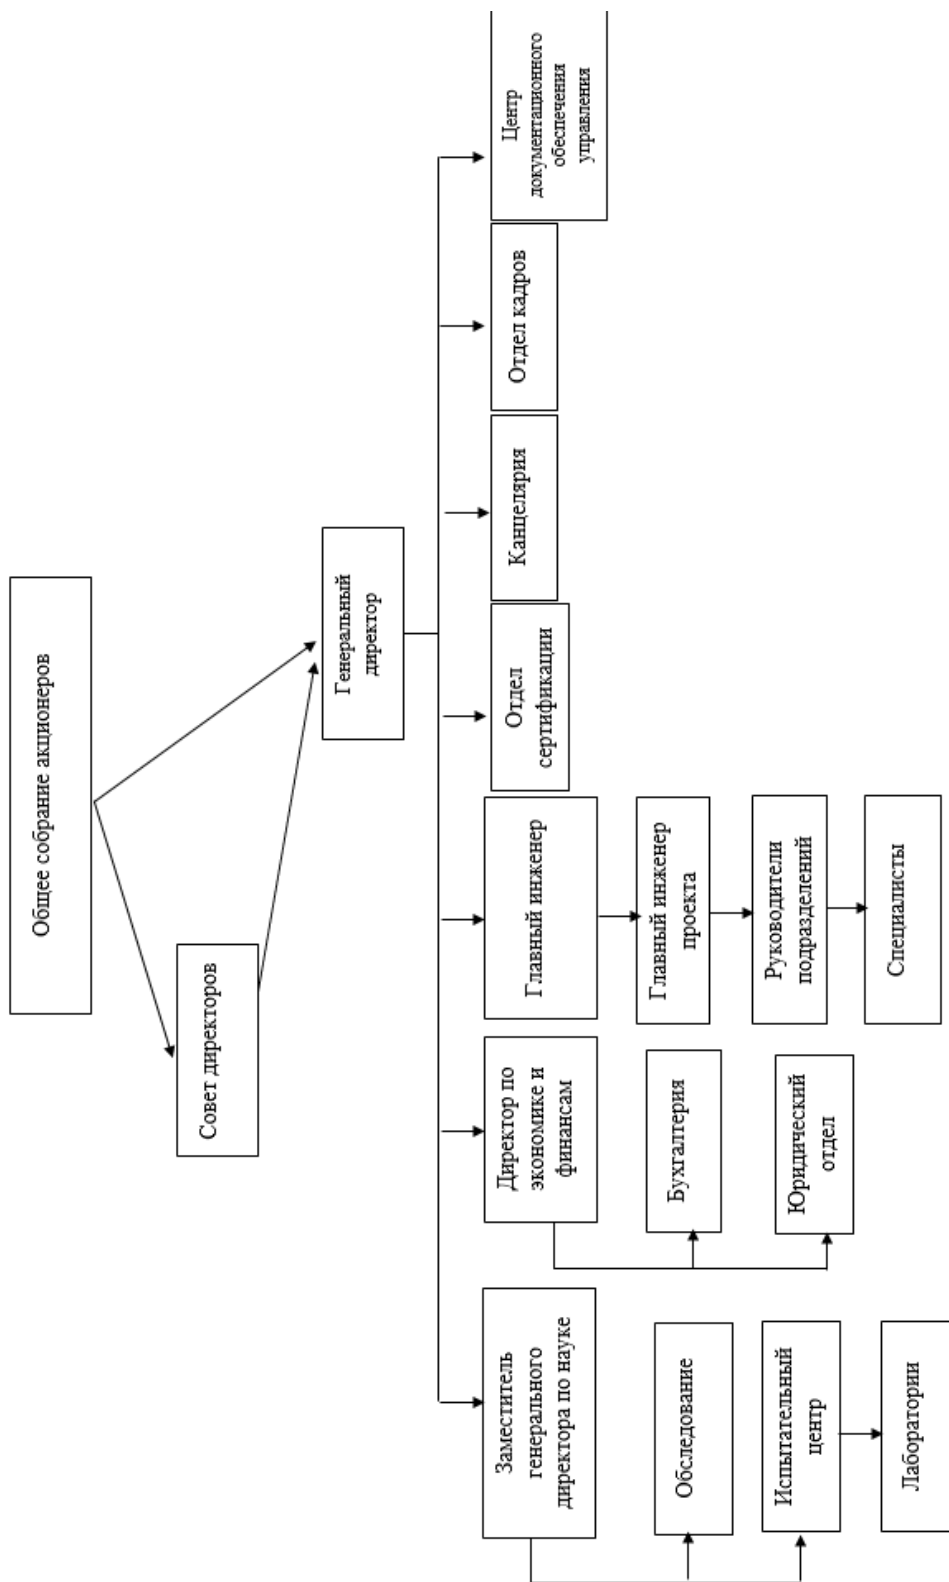 Общее собрание акционеров
Совет директоров
Генеральный
директор
Заместитель
генерального
директора по науке
Директор по
экономике и
финансам
Главный инженер
Отдел
сертификации
Канцелярия
Отдел кадров
Центр
документационного
обеспечения
управления
Обследование
Испытательный
центр
Лаборатории
Бухгалтерия
Юридический
отдел
Главный инженер
проекта
Руководители
подразделений
Специалисты